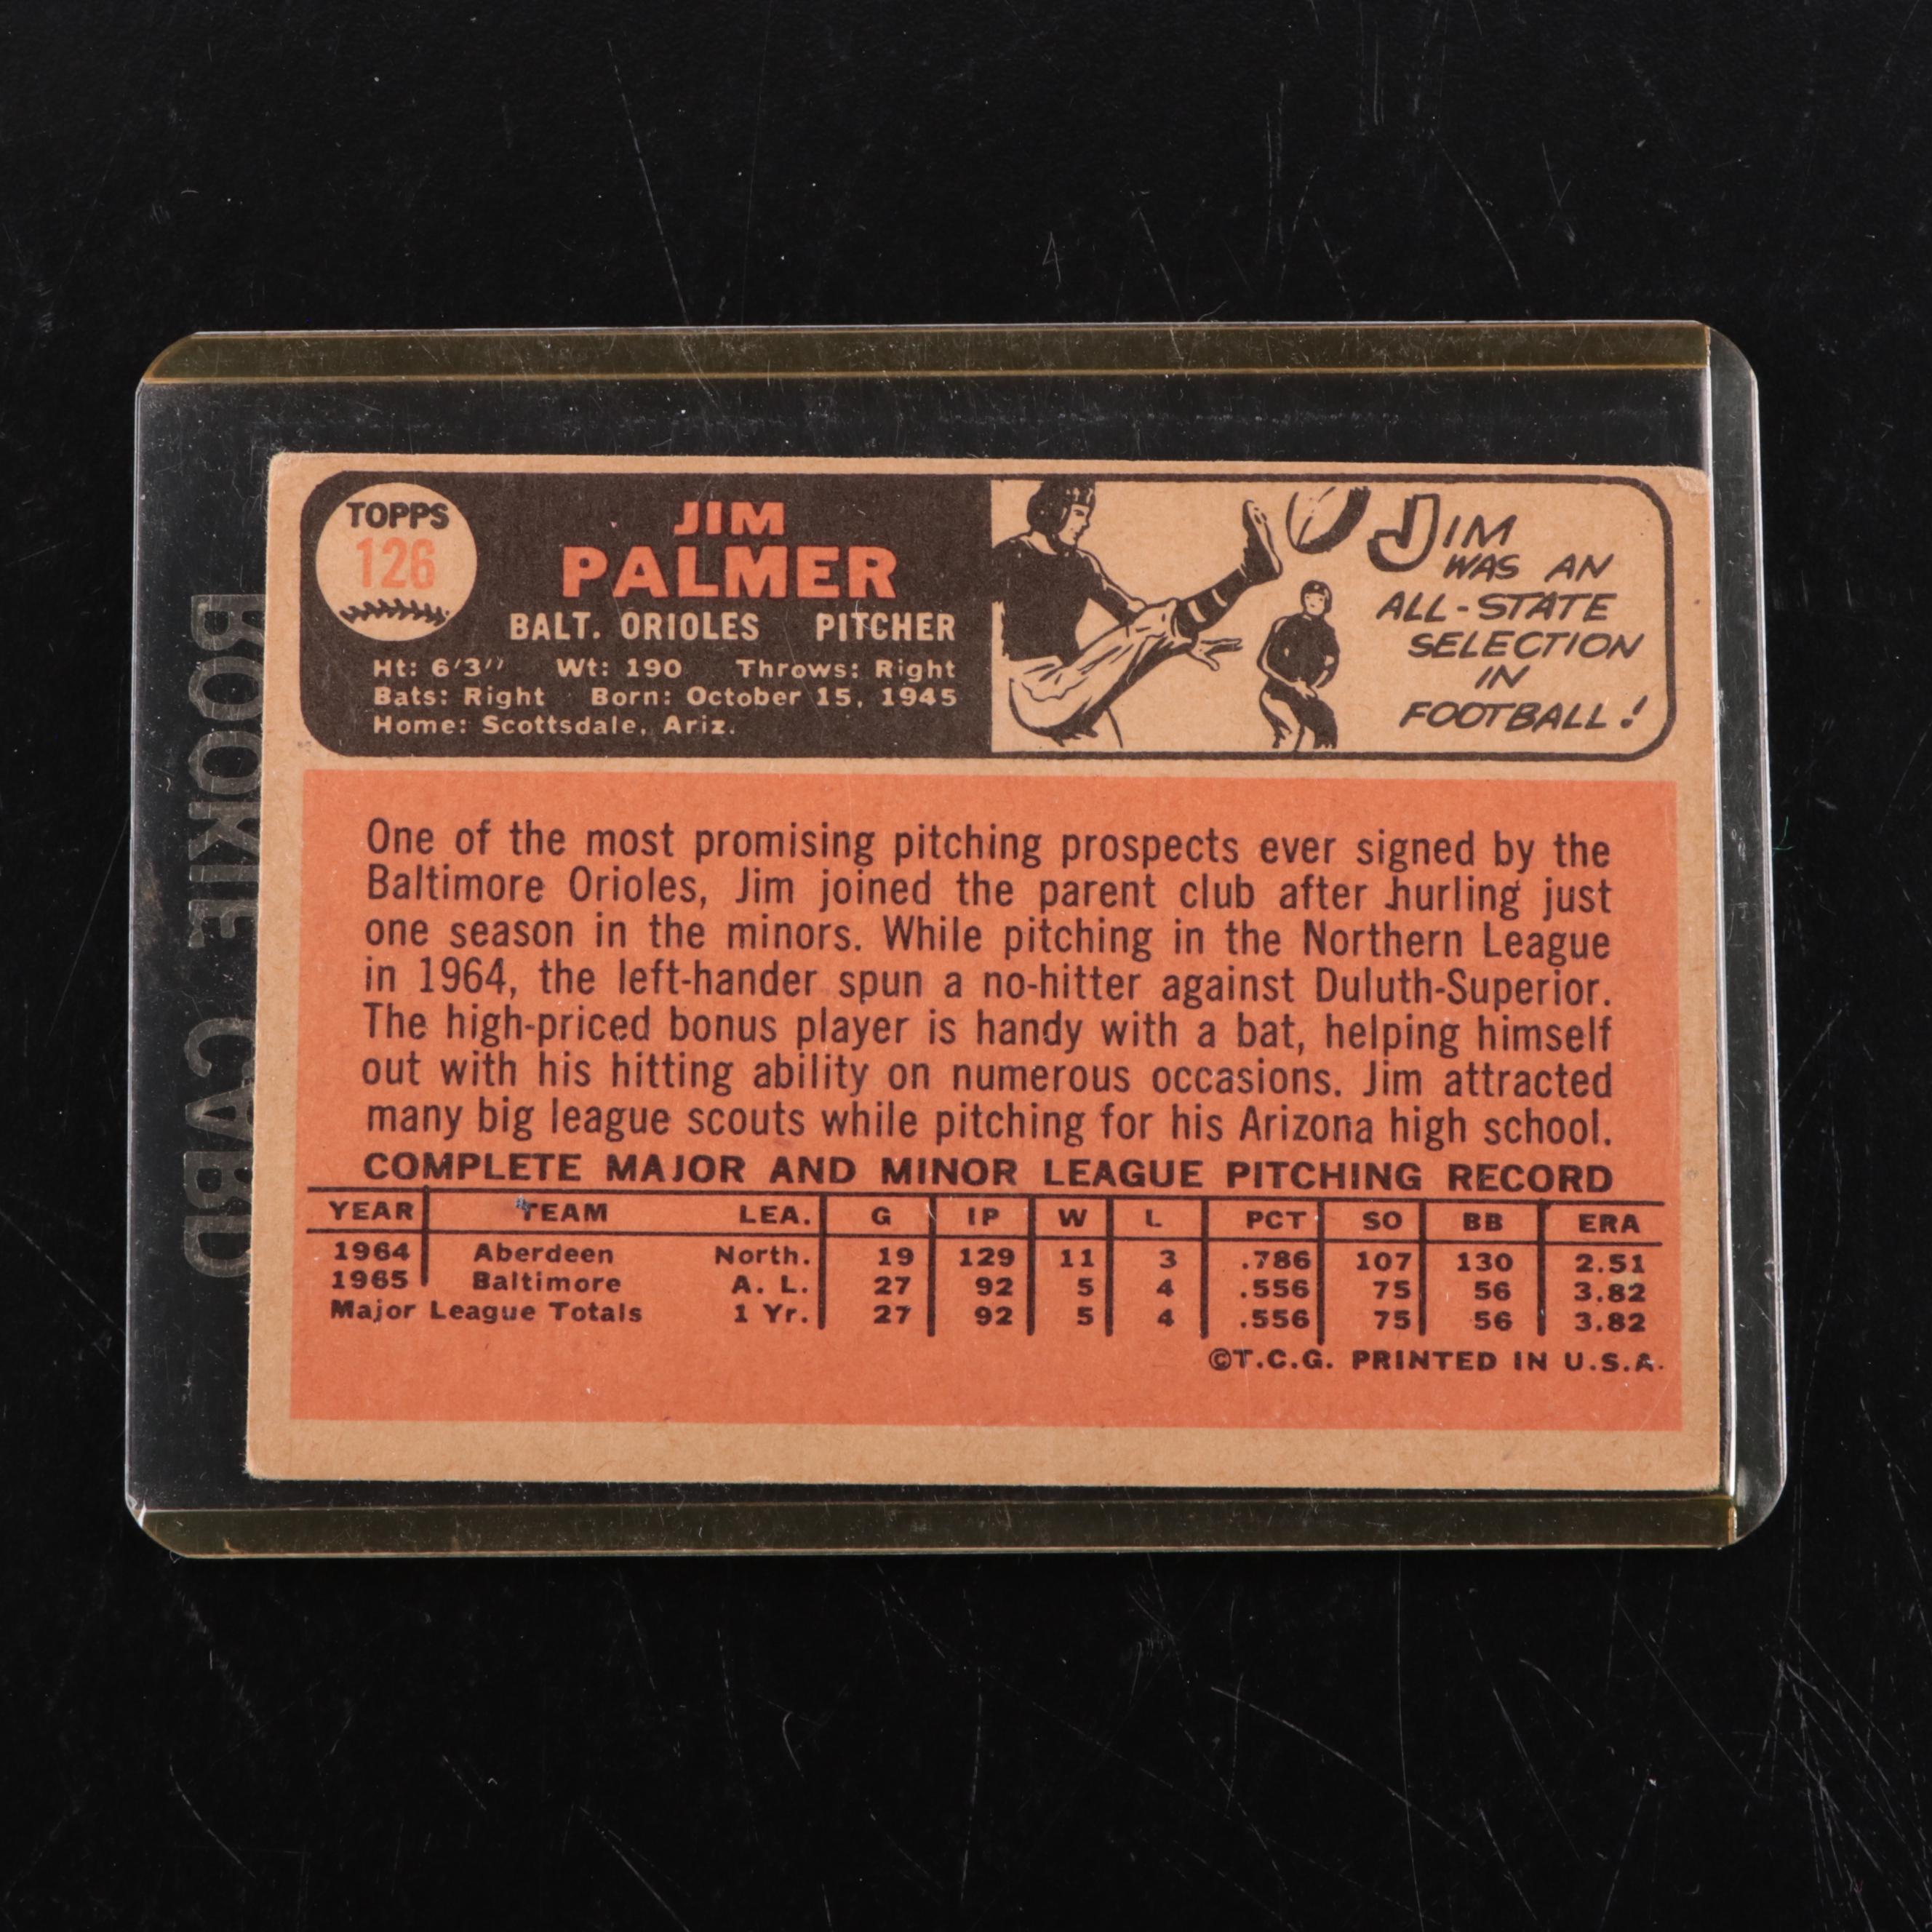 TOPPS
126
JIM
PALMER
BALT. ORIOLES PITCHER
Ht: 6'3" Wt: 190 Throws: Right
Bats: Right Born: October 15, 1945
Home: Scottsdale, Ariz.
JIM
WAS AN
ALL-STATE
SELECTION
IN
FOOTBALL!
One of the most promising pitching prospects ever signed by the
Baltimore Orioles, Jim joined the parent club after hurling just
one season in the minors. While pitching in the Northern League
in 1964, the left-hander spun a no-hitter against Duluth-Superior.
The high-priced bonus player is handy with a bat, helping himself
out with his hitting ability on numerous occasions. Jim attracted
many big league scouts while pitching for his Arizona high school.
COMPLETE MAJOR AND MINOR LEAGUE PITCHING RECORD
YEAR TEAM LEA. G IP W L PCT SO BB ERA
1964 Aberdeen North. 19 129 11 3 .786 107 130 2.51
1965 Baltimore A. L. 27 92 5 4 .556 75 56 3.82
Major League Totals 1 Yr. 27 92 5 4 .556 75 56 3.82
©T.C.G. PRINTED IN U.S.A.
ROOKIE CARD